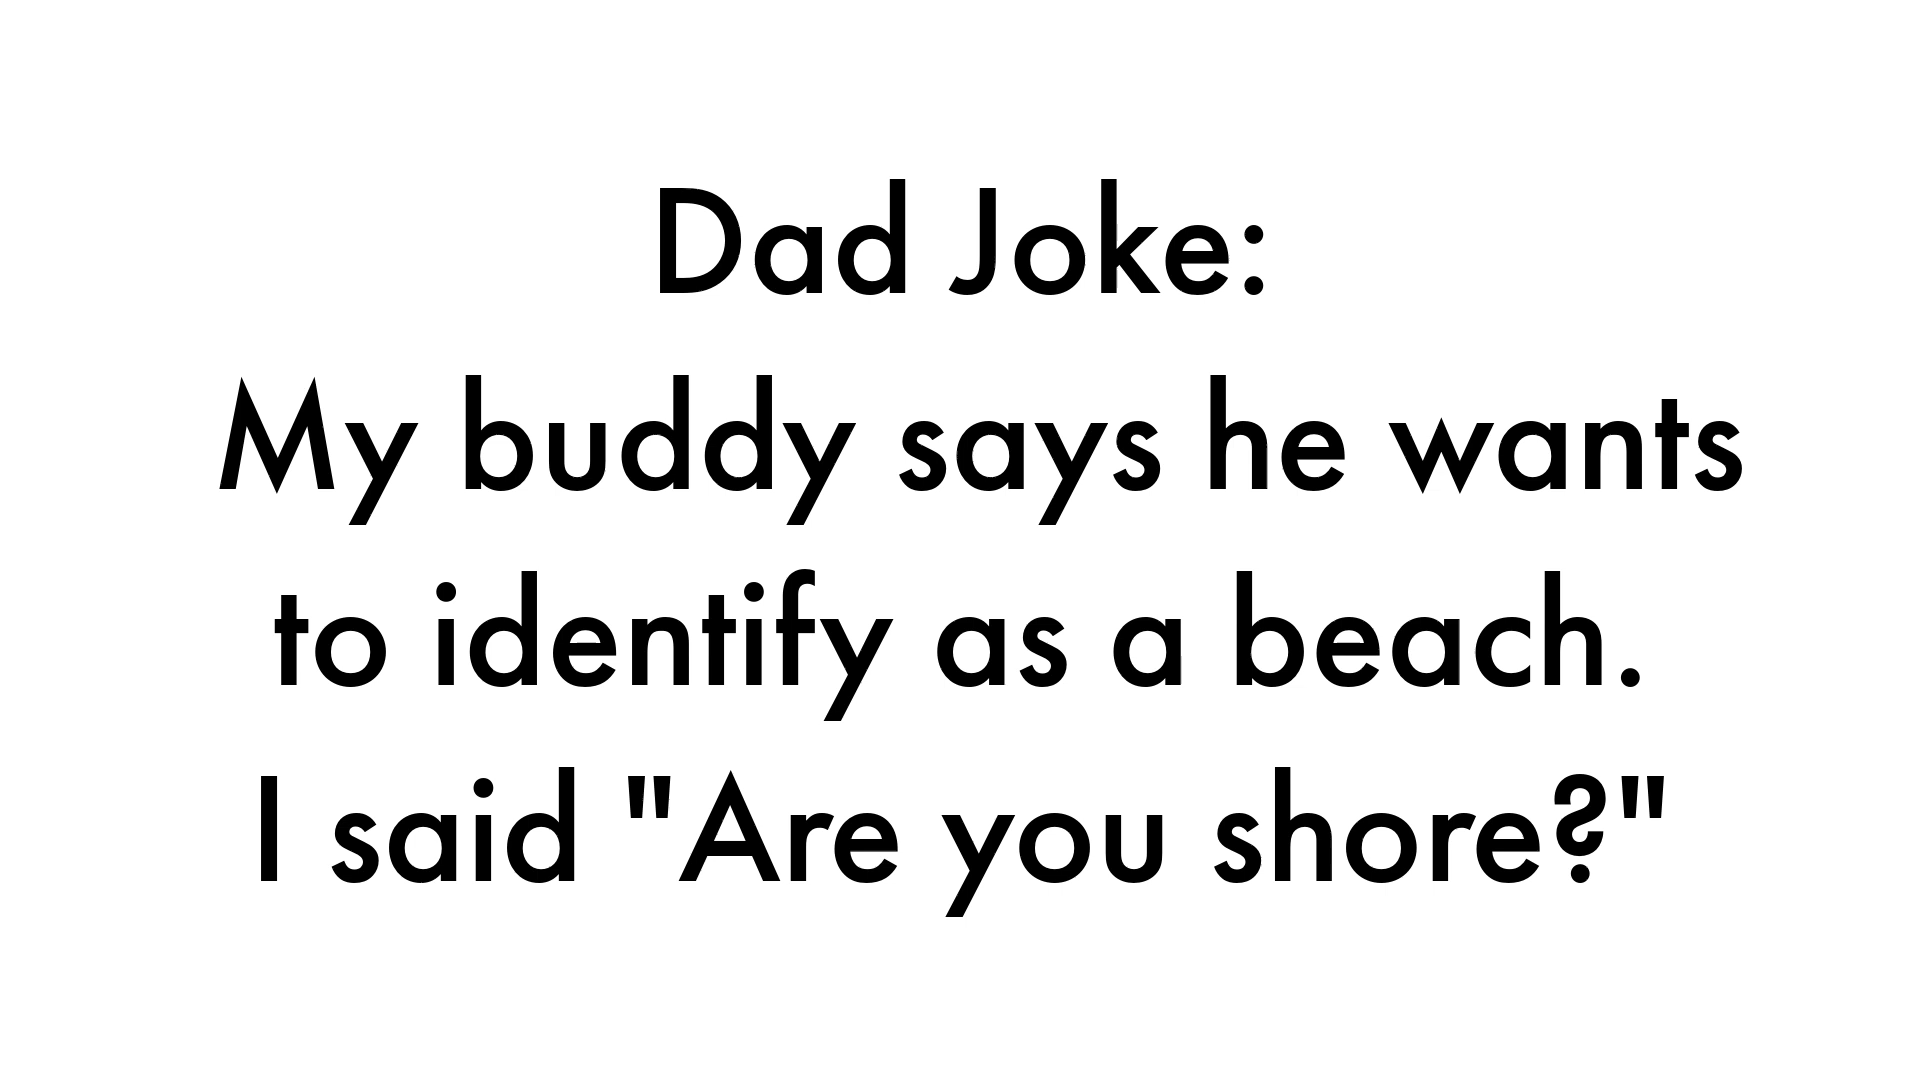 Dad Joke:
My buddy says he wants
to identify as a beach.
I said "Are you shore?"